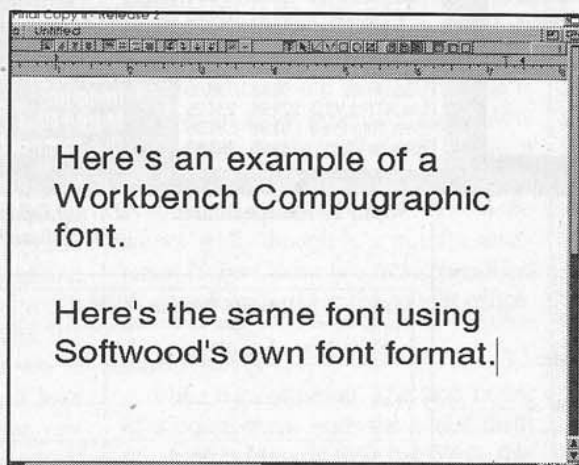 Final Copy II - Release 2
Untitled
Here's an example of a
Workbench Compugraphic
font.
Here's the same font using
Softwood's own font format.